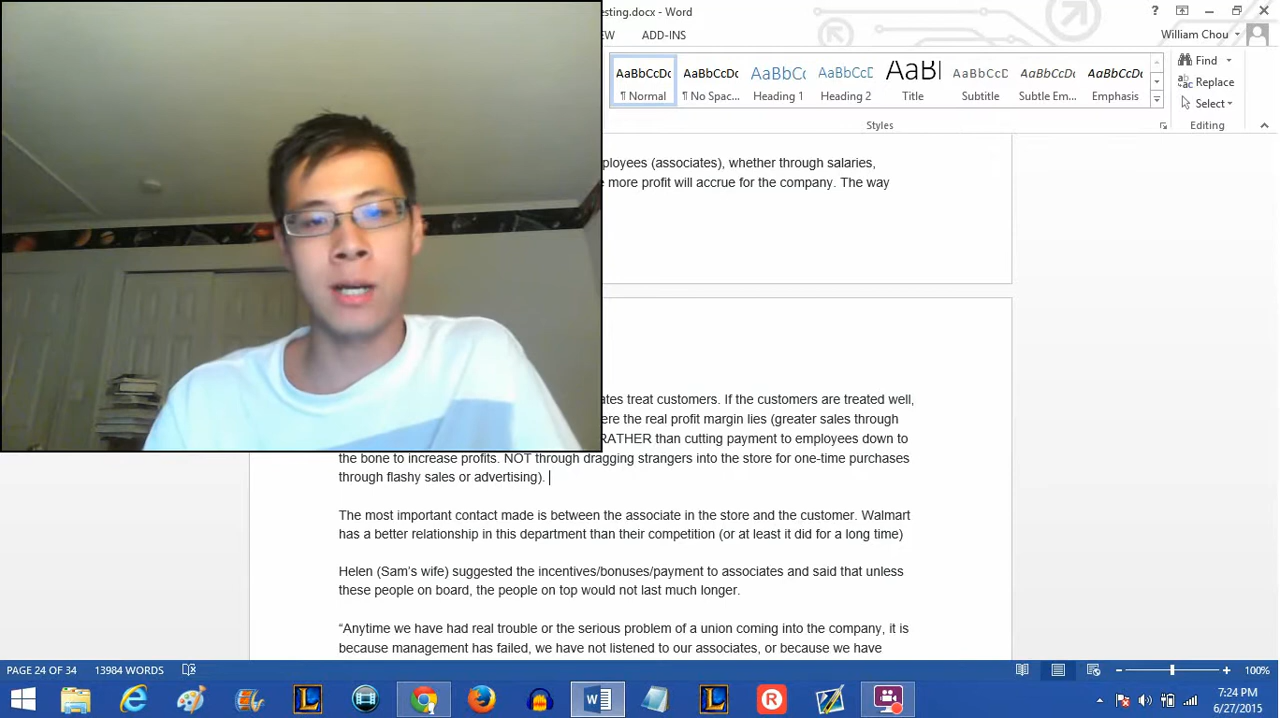 esting.docx - Word
?
EW
ADD-INS
William Chou
AaBbCcDc
AaBbCcDc
AaBbCc
AaBbCcD
AaBl
AaBbCcD
AaBbCcDc
AaBbCcDc
¶ Normal
¶ No Spac...
Heading 1
Heading 2
Title
Subtitle
Subtle Em...
Emphasis
Styles
Find
Replace
Select
Editing
ployees (associates), whether through salaries,
e more profit will accrue for the company. The way
ates treat customers. If the customers are treated well,
ere the real profit margin lies (greater sales through
RATHER than cutting payment to employees down to
the bone to increase profits. NOT through dragging strangers into the store for one-time purchases
through flashy sales or advertising).
The most important contact made is between the associate in the store and the customer. Walmart
has a better relationship in this department than their competition (or at least it did for a long time)
Helen (Sam's wife) suggested the incentives/bonuses/payment to associates and said that unless
these people on board, the people on top would not last much longer.
“Anytime we have had real trouble or the serious problem of a union coming into the company, it is
because management has failed, we have not listened to our associates, or because we have
PAGE 24 OF 34
13984 WORDS
100%
7:24 PM
6/27/2015